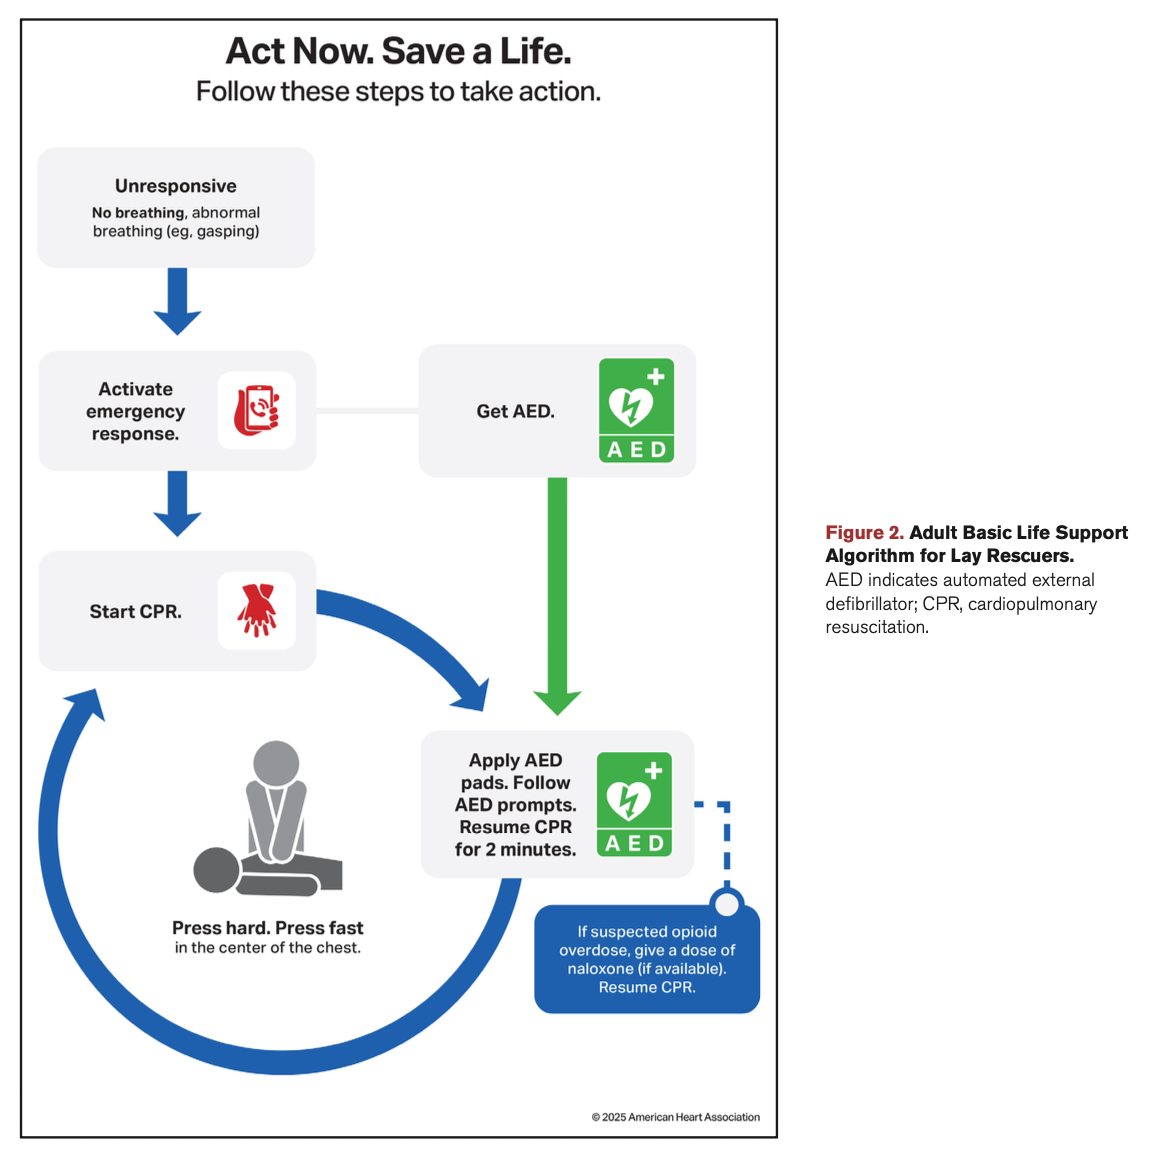 Act Now. Save a Life.
Follow these steps to take action.
Unresponsive
No breathing, abnormal
breathing (eg, gasping)
Activate
emergency
response.
Get AED.
AED
Start CPR.
Apply AED
pads. Follow
AED prompts.
Resume CPR
for 2 minutes.
AED
Press hard. Press fast
in the center of the chest.
If suspected opioid
overdose, give a dose of
naloxone (if available).
Resume CPR.
© 2025 American Heart Association
Figure 2. Adult Basic Life Support
Algorithm for Lay Rescuers.
AED indicates automated external
defibrillator; CPR, cardiopulmonary
resuscitation.